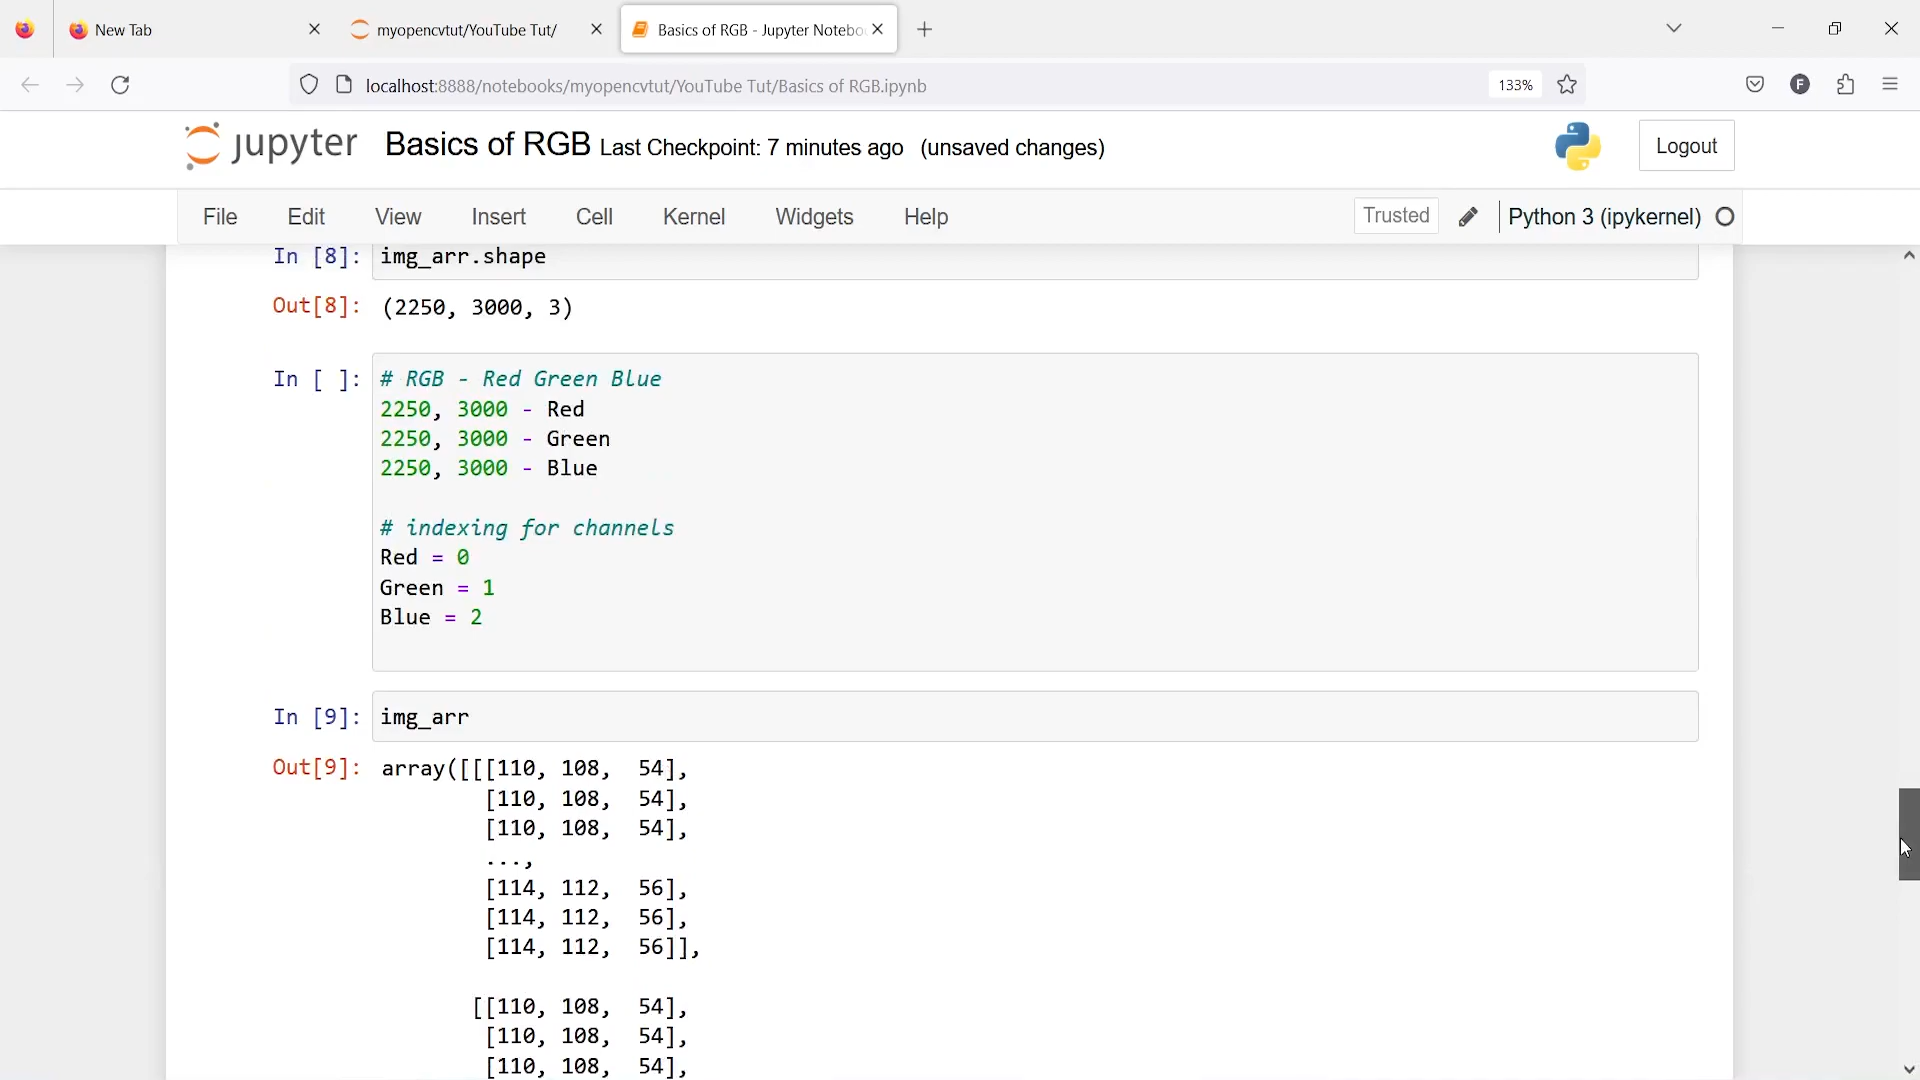 New Tab
myopencvtut/YouTube Tut/
Basics of RGB - Jupyter Notebo
localhost:8888/notebooks/myopencvtut/YouTube Tut/Basics of RGB.ipynb
133%
F
jupyter Basics of RGB Last Checkpoint: 7 minutes ago (unsaved changes)
Logout
File Edit View Insert Cell Kernel Widgets Help
Trusted
Python 3 (ipykernel)
In [8]: img_arr.shape
Out[8]: (2250, 3000, 3)
In [ ]: # RGB - Red Green Blue
2250, 3000 - Red
2250, 3000 - Green
2250, 3000 - Blue
# indexing for channels
Red = 0
Green = 1
Blue = 2
In [9]: img_arr
Out[9]: array([[[110, 108, 54],
[110, 108, 54],
[110, 108, 54],
...,
[114, 112, 56],
[114, 112, 56],
[114, 112, 56]],
[[110, 108, 54],
[110, 108, 54],
[110, 108, 54],